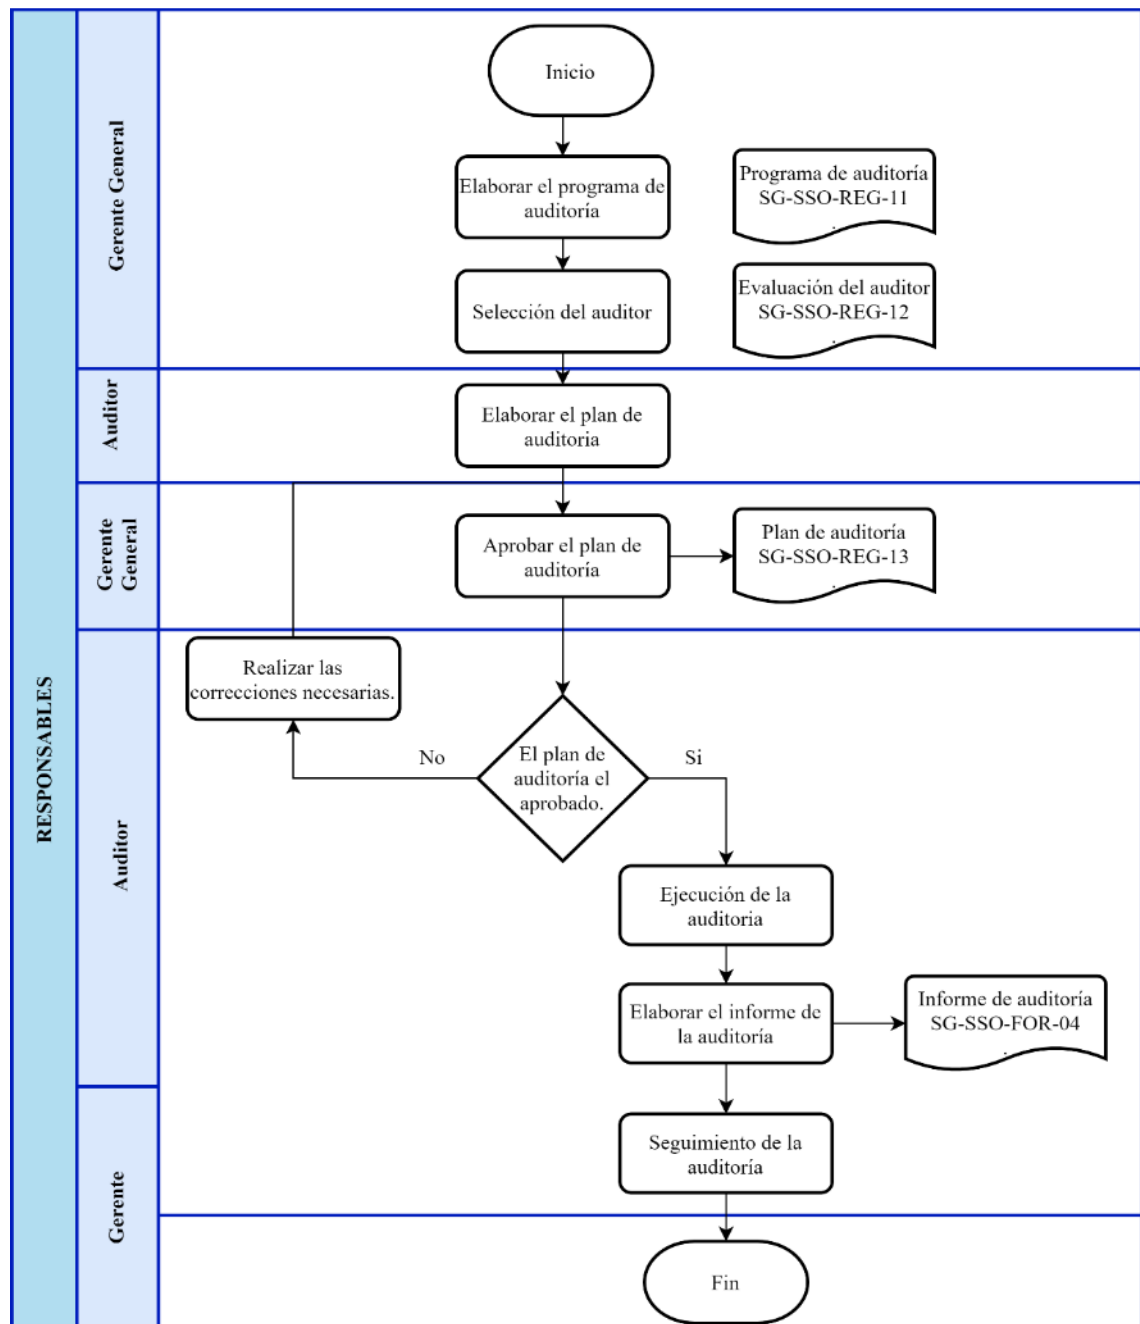 RESPONSABLES
Gerente General
Inicio
Elaborar el programa de
auditoría
Programa de auditoría
SG-SSO-REG-11
Selección del auditor
Evaluación del auditor
SG-SSO-REG-12
Auditor
Elaborar el plan de
auditoria
Gerente
General
Aprobar el plan de
auditoría
Plan de auditoría
SG-SSO-REG-13
Auditor
Realizar las
correcciones necesarias.
No
El plan de
auditoría el
aprobado.
Si
Ejecución de la
auditoria
Elaborar el informe de
la auditoría
Informe de auditoría
SG-SSO-FOR-04
Gerente
Seguimiento de la
auditoría
Fin